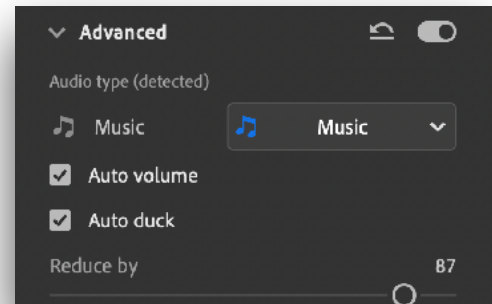 Advanced
Audio type (detected)
Music Music
Auto volume
Auto duck
Reduce by 87